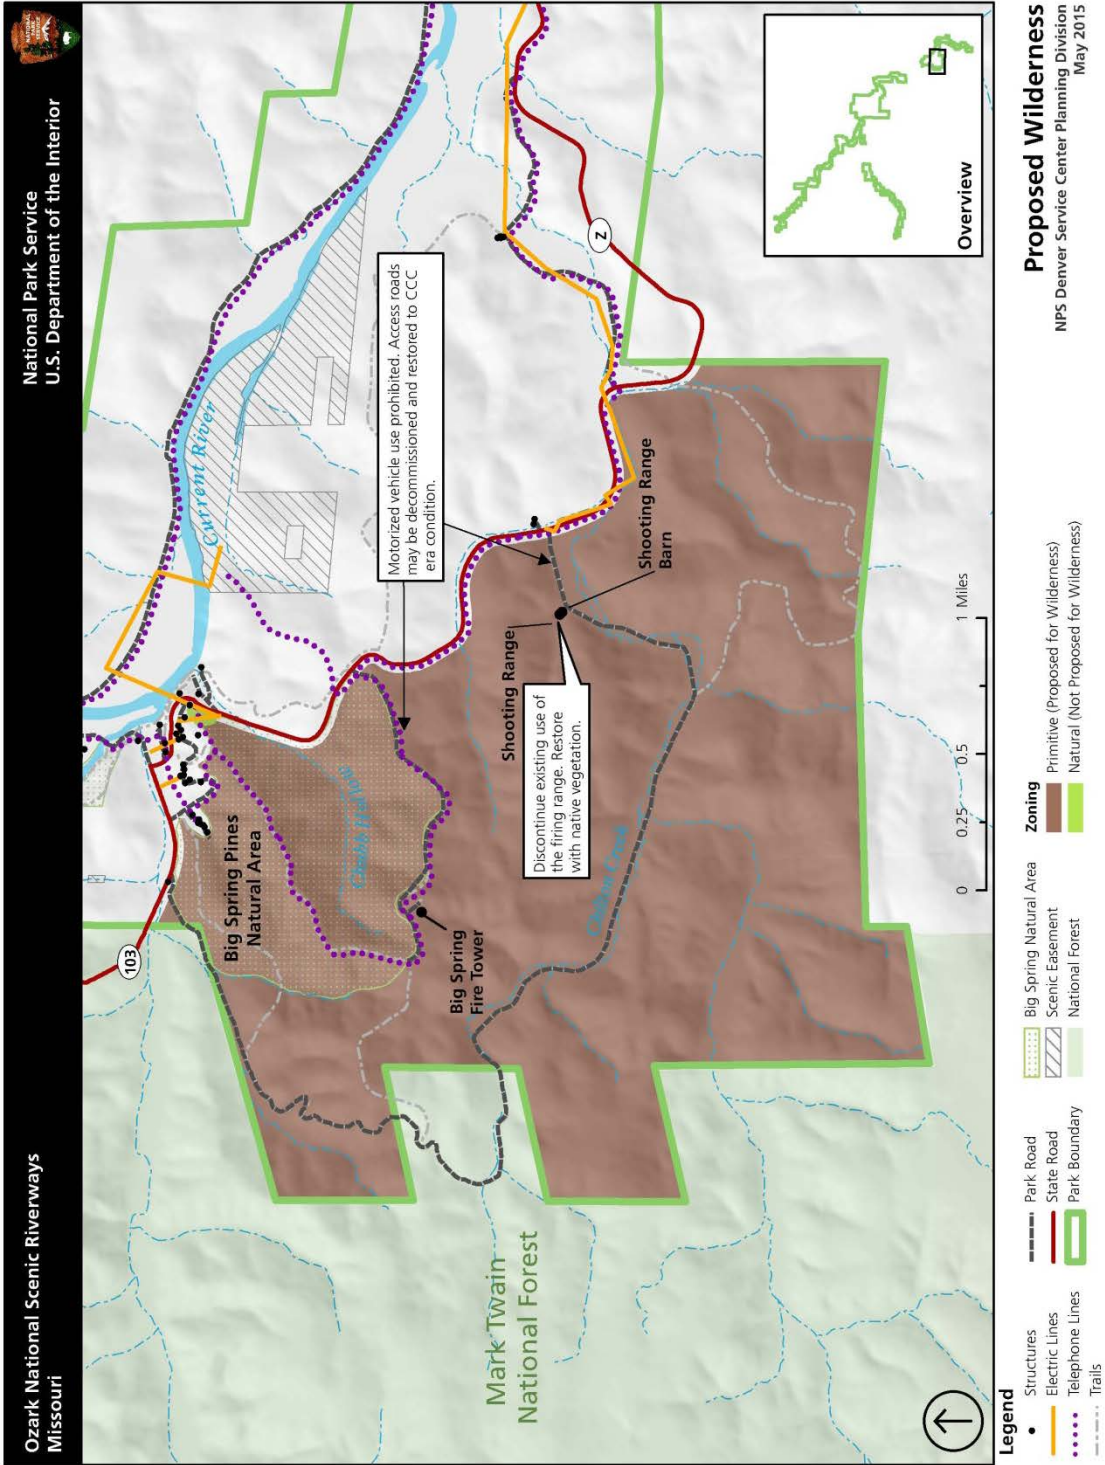 Ozark National Scenic Riverways
Missouri
National Park Service
U.S. Department of the Interior
NATIONAL
PARK
SERVICE
103
Current River
Big Spring Pines
Natural Area
Chubb Hollow
Motorized vehicle use prohibited. Access roads
may be decommissioned and restored to CCC
era condition.
Big Spring
Fire Tower
Shooting Range
Discontinue existing use of
the firing range. Restore
with native vegetation.
Shooting Range
Barn
Z
Mark Twain
National Forest
Overview
0
0.25
0.5
1 Miles
Legend
Structures
Electric Lines
Telephone Lines
Trails
Park Road
State Road
Park Boundary
Big Spring Natural Area
Scenic Easement
National Forest
Zoning
Primitive (Proposed for Wilderness)
Natural (Not Proposed for Wilderness)
Proposed Wilderness
NPS Denver Service Center Planning Division
May 2015